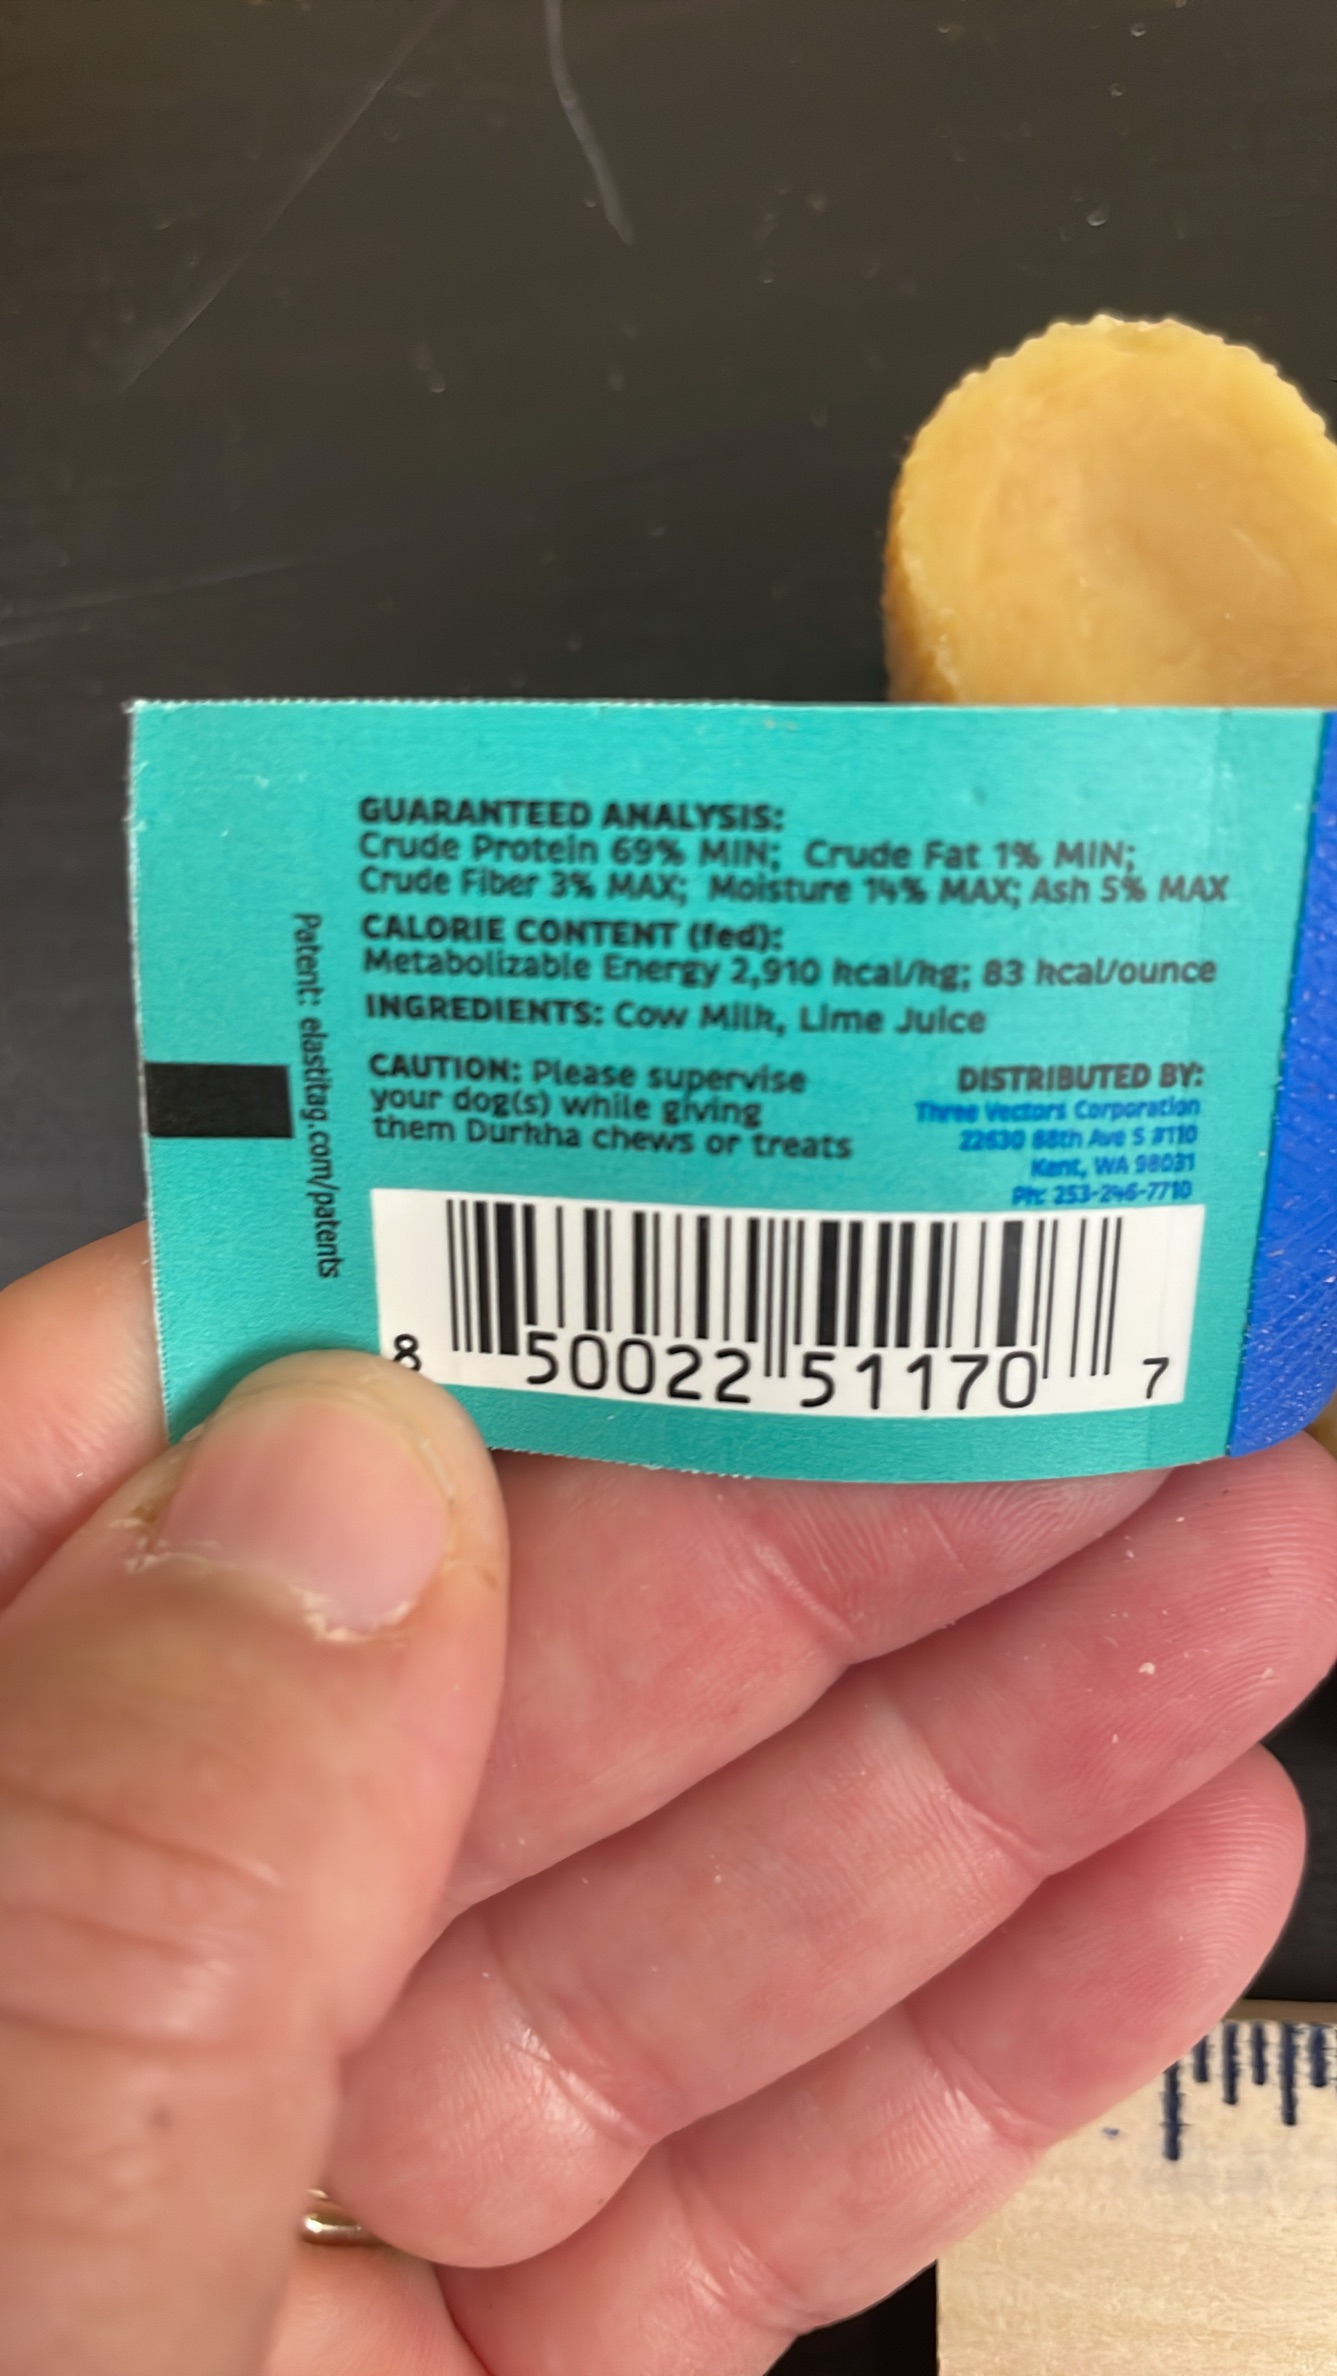 GUARANTEED ANALYSIS:
Crude Protein 69% MIN; Crude Fat 1% MIN;
Crude Fiber 3% MAX; Moisture 14% MAX; Ash 5% MAX
CALORIE CONTENT (fed):
Metabolizable Energy 2,910 kcal/kg; 83 kcal/ounce
INGREDIENTS: Cow Milk, Lime Juice
CAUTION: Please supervise
your dog(s) while giving
them Durkha chews or treats
DISTRIBUTED BY:
Three Vectors Corporation
22630 88th Ave S #110
Kent, WA 98031
Ph: 253-246-7710
Patent: elastitag.com/patents
8 50022 51170 7